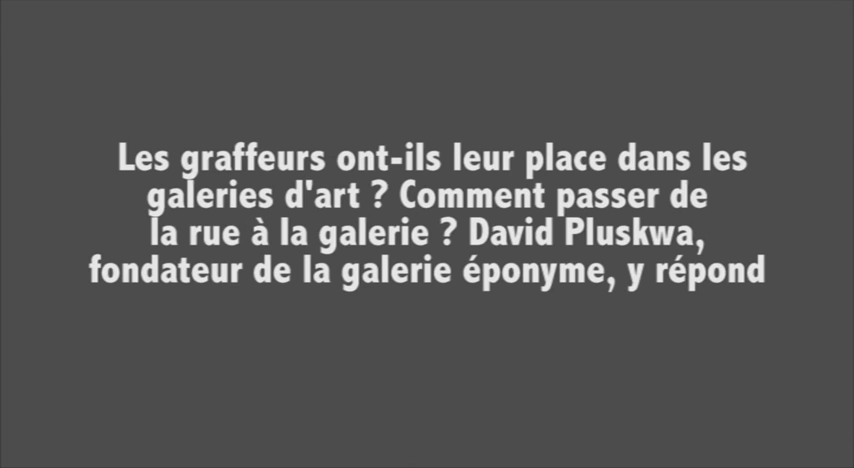 Les graffeurs ont-ils leur place dans les
galeries d'art ? Comment passer de
la rue à la galerie ? David Pluskwa,
fondateur de la galerie éponyme, y répond